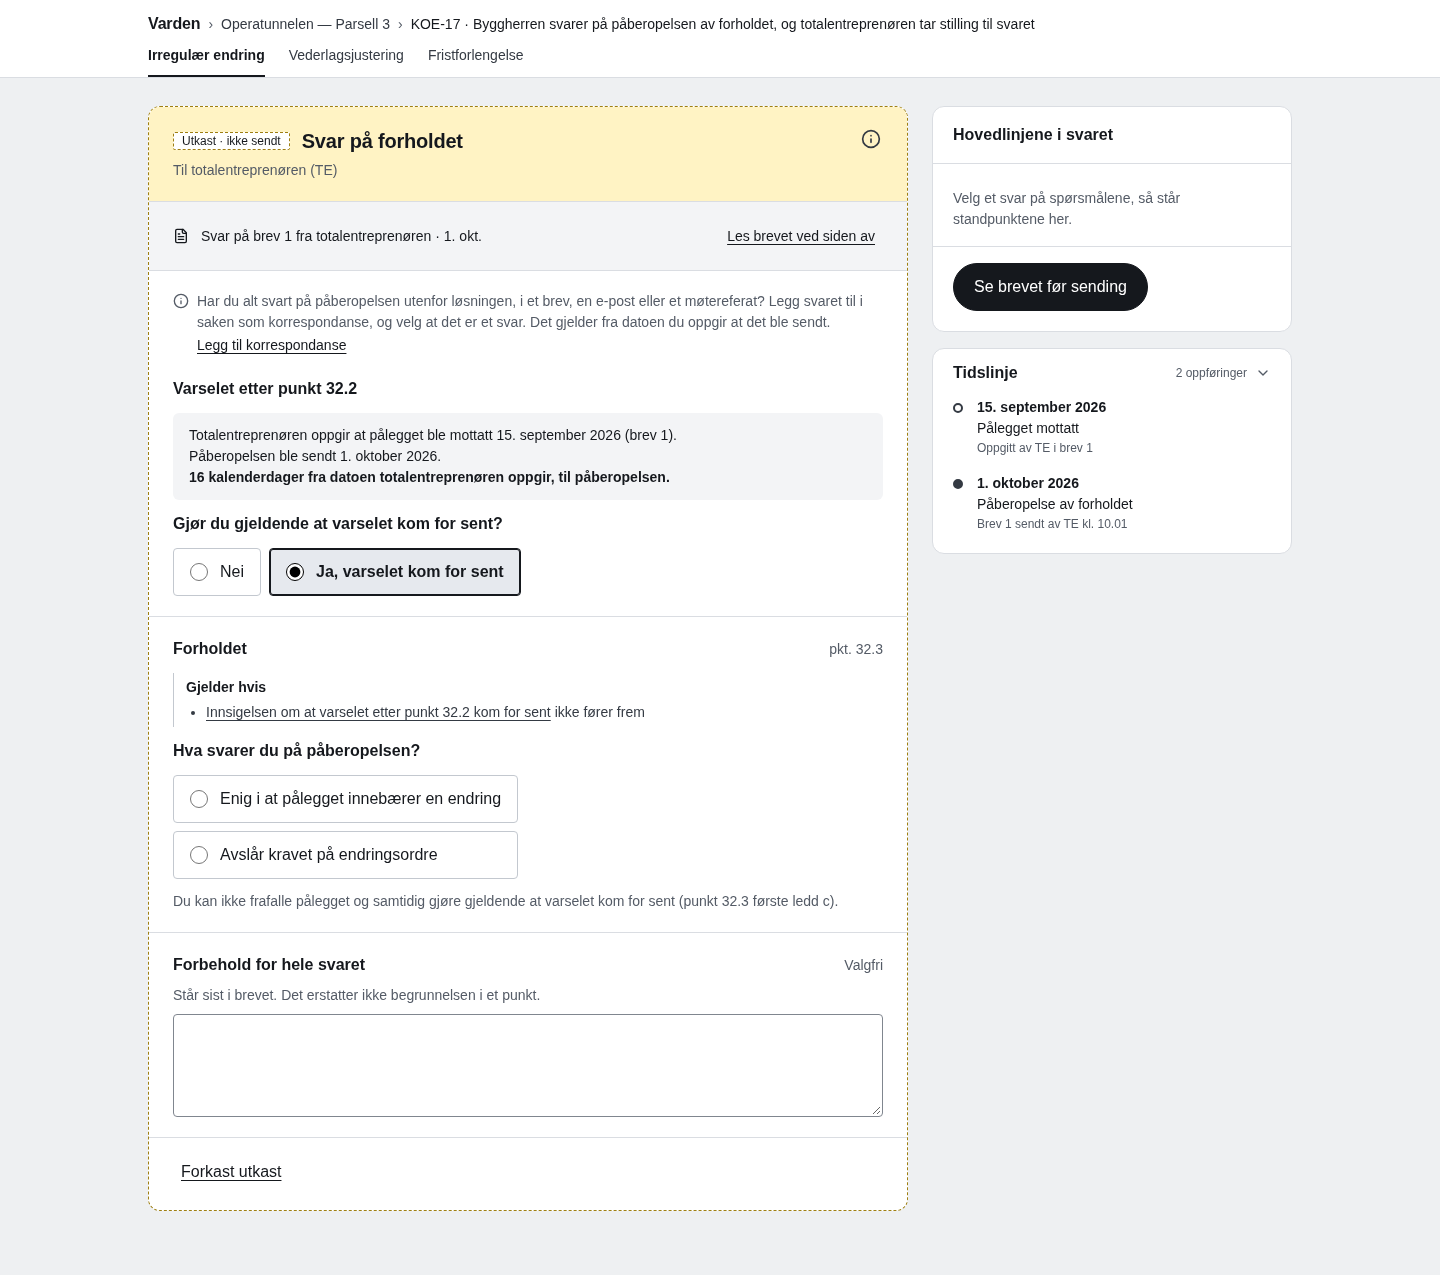 Varden › Operatunnelen — Parsell 3 › KOE-17 · Byggherren svarer på påberopelsen av forholdet, og totalentreprenøren tar stilling til svaret
Irregulær endring Vederlagsjustering Fristforlengelse
Utkast · ikke sendt Svar på forholdet
Til totalentreprenøren (TE)
Svar på brev 1 fra totalentreprenøren · 1. okt. Les brevet ved siden av
Har du alt svart på påberopelsen utenfor løsningen, i et brev, en e-post eller et møtereferat? Legg svaret til i
saken som korrespondanse, og velg at det er et svar. Det gjelder fra datoen du oppgir at det ble sendt.
Legg til korrespondanse
Varselet etter punkt 32.2
Totalentreprenøren oppgir at pålegget ble mottatt 15. september 2026 (brev 1).
Påberopelsen ble sendt 1. oktober 2026.
16 kalenderdager fra datoen totalentreprenøren oppgir, til påberopelsen.
Gjør du gjeldende at varselet kom for sent?
Nei Ja, varselet kom for sent
Forholdet pkt. 32.3
Gjelder hvis
• Innsigelsen om at varselet etter punkt 32.2 kom for sent ikke fører frem
Hva svarer du på påberopelsen?
Enig i at pålegget innebærer en endring
Avslår kravet på endringsordre
Du kan ikke frafalle pålegget og samtidig gjøre gjeldende at varselet kom for sent (punkt 32.3 første ledd c).
Forbehold for hele svaret Valgfri
Står sist i brevet. Det erstatter ikke begrunnelsen i et punkt.
Forkast utkast
Hovedlinjene i svaret
Velg et svar på spørsmålene, så står
standpunktene her.
Se brevet før sending
Tidslinje 2 oppføringer
15. september 2026
Pålegget mottatt
Oppgitt av TE i brev 1
1. oktober 2026
Påberopelse av forholdet
Brev 1 sendt av TE kl. 10.01